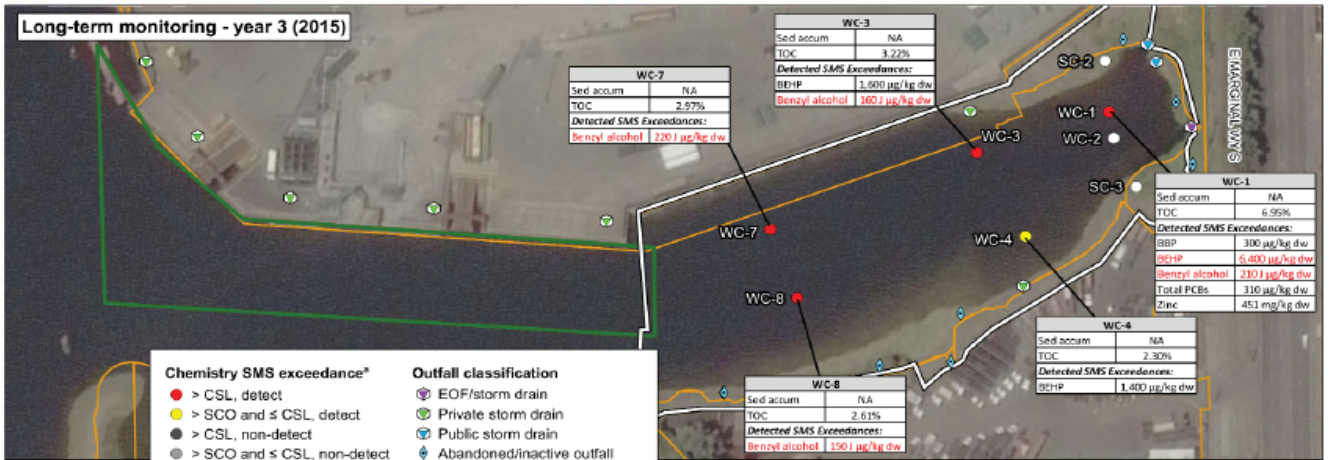 Long-term monitoring - year 3 (2015)
WC-3
Sed accum NA
TOC 3.22%
Detected SMS Exceedances:
BEHP 1,600 µg/kg dw
Benzyl alcohol 160 J µg/kg dw
WC-7
Sed accum NA
TOC 2.97%
Detected SMS Exceedances:
Benzyl alcohol 220 J µg/kg dw
SC-2
WC-1
WC-2
WC-3
SC-3
WC-7
WC-4
WC-8
E MARGINAL WY S
WC-1
Sed accum NA
TOC 6.95%
Detected SMS Exceedances:
BBP 300 µg/kg dw
BEHP 6,400 µg/kg dw
Benzyl alcohol 210 J µg/kg dw
Total PCBs 310 µg/kg dw
Zinc 451 mg/kg dw
WC-4
Sed accum NA
TOC 2.30%
Detected SMS Exceedances:
BEHP 1,400 µg/kg dw
WC-8
Sed accum NA
TOC 2.61%
Detected SMS Exceedances:
Benzyl alcohol 150 J µg/kg dw
Chemistry SMS exceedanceª
> CSL, detect
> SCO and ≤ CSL, detect
> CSL, non-detect
> SCO and ≤ CSL, non-detect
Outfall classification
EOF/storm drain
Private storm drain
Public storm drain
Abandoned/inactive outfall